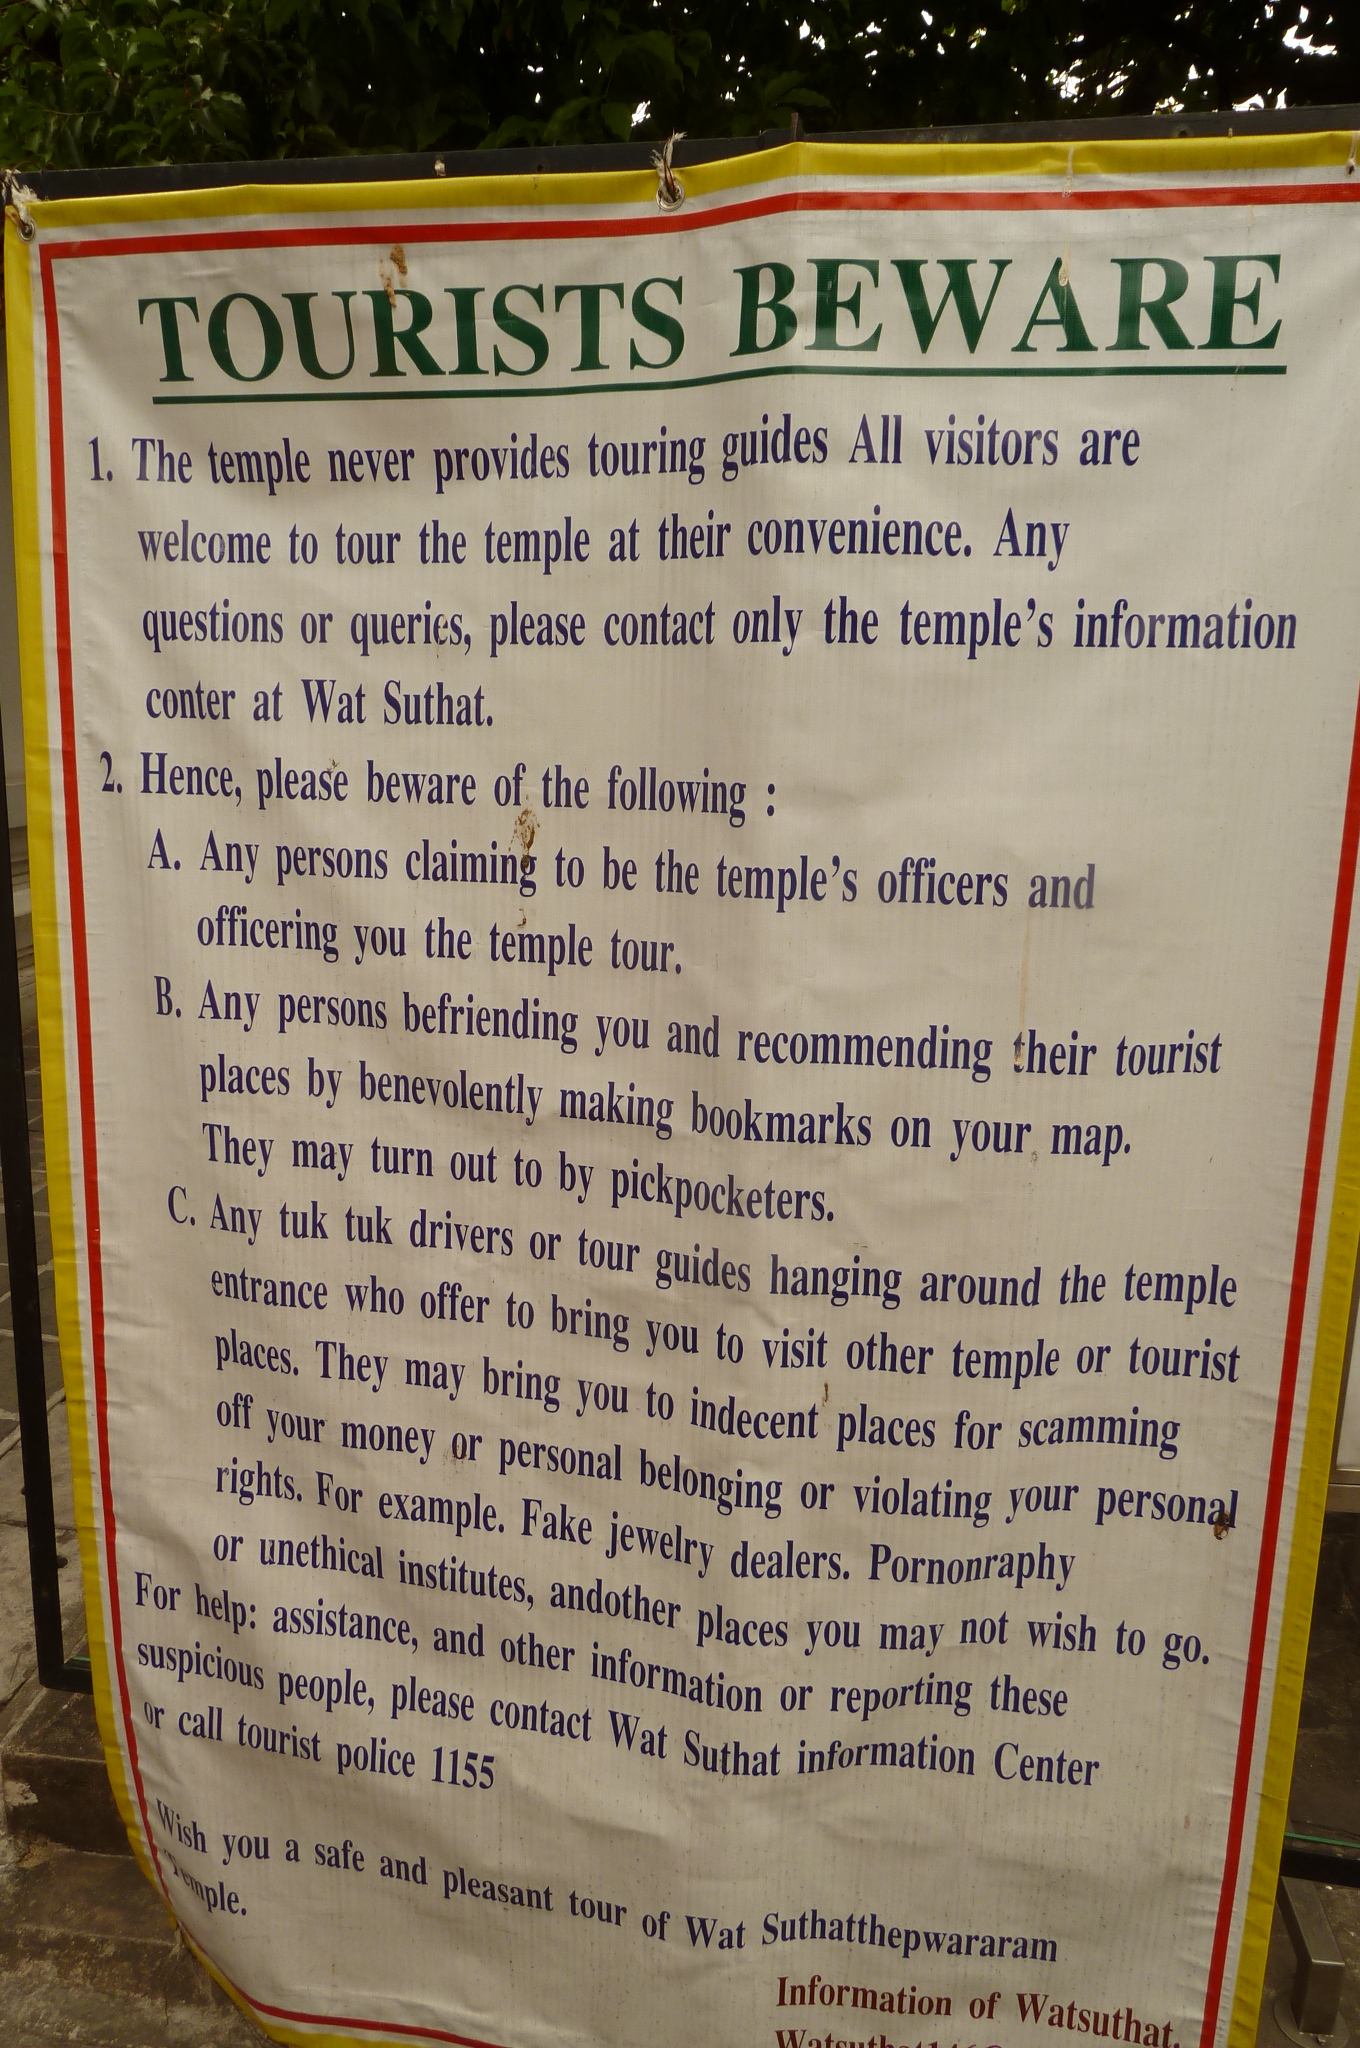 TOURISTS BEWARE
1. The temple never provides touring guides All visitors are
welcome to tour the temple at their convenience. Any
questions or queries, please contact only the temple's information
conter at Wat Suthat.
2. Hence, please beware of the following :
A. Any persons claiming to be the temple's officers and
officering you the temple tour.
B. Any persons befriending you and recommending their tourist
places by benevolently making bookmarks on your map.
They may turn out to by pickpocketers.
C. Any tuk tuk drivers or tour guides hanging around the temple
entrance who offer to bring you to visit other temple or tourist
places. They may bring you to indecent places for scamming
off your money or personal belonging or violating your personal
rights. For example. Fake jewelry dealers. Pornonraphy
or unethical institutes, andother places you may not wish to go.
For help: assistance, and other information or reporting these
suspicious people, please contact Wat Suthat information Center
or call tourist police 1155
Wish you a safe and pleasant tour of Wat Suthatthepwararam
Temple.
Information of Watsuthat.